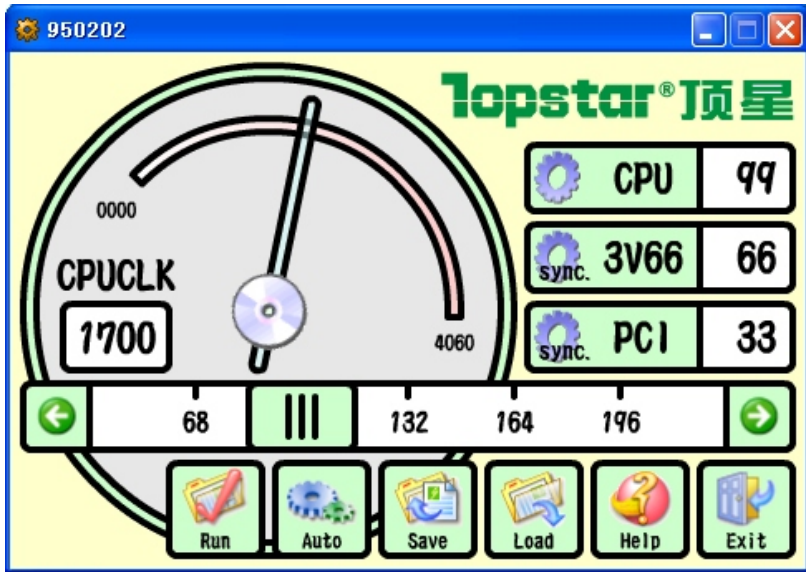 950202
Topstar®顶星
CPU 99
0000
sync. 3V66 66
CPUCLK
1700
sync. PCI 33
4060
68 132 164 196
Run Auto Save Load Help Exit